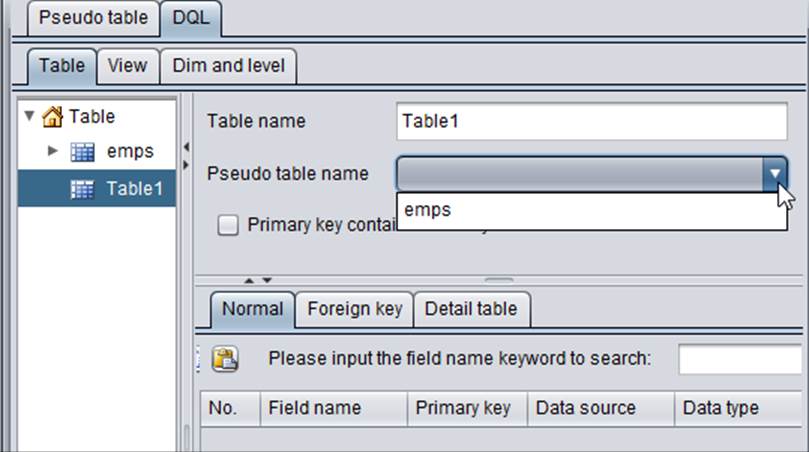 Pseudo table DQL
Table View Dim and level
Table
emps
Table1
Table name Table1
Pseudo table name
emps
Primary key contai
Normal Foreign key Detail table
Please input the field name keyword to search:
No. Field name Primary key Data source Data type